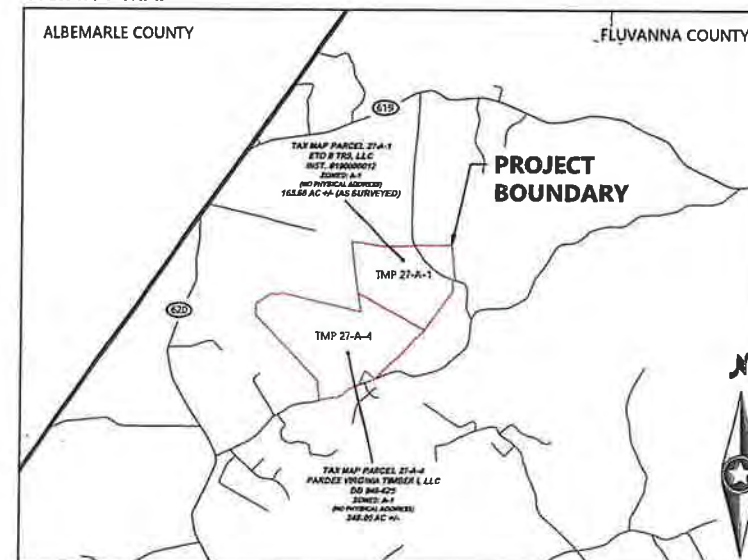 ALBEMARLE COUNTY
FLUVANNA COUNTY
619
TAX MAP PARCEL 27-A-1
ETO B TRS, LLC
INST.
ZONED: A-1
(NO PHYSICAL ADDRESS)
AC +/- (AS SURVEYED)
PROJECT
BOUNDARY
TMP 27-A-1
620
TMP 27-A-4
N
TAX MAP PARCEL 27-A-4
PARDEE VIRGINIA TIMBER I, LLC
DB
ZONED: A-1
(NO PHYSICAL ADDRESS)
AC +/-